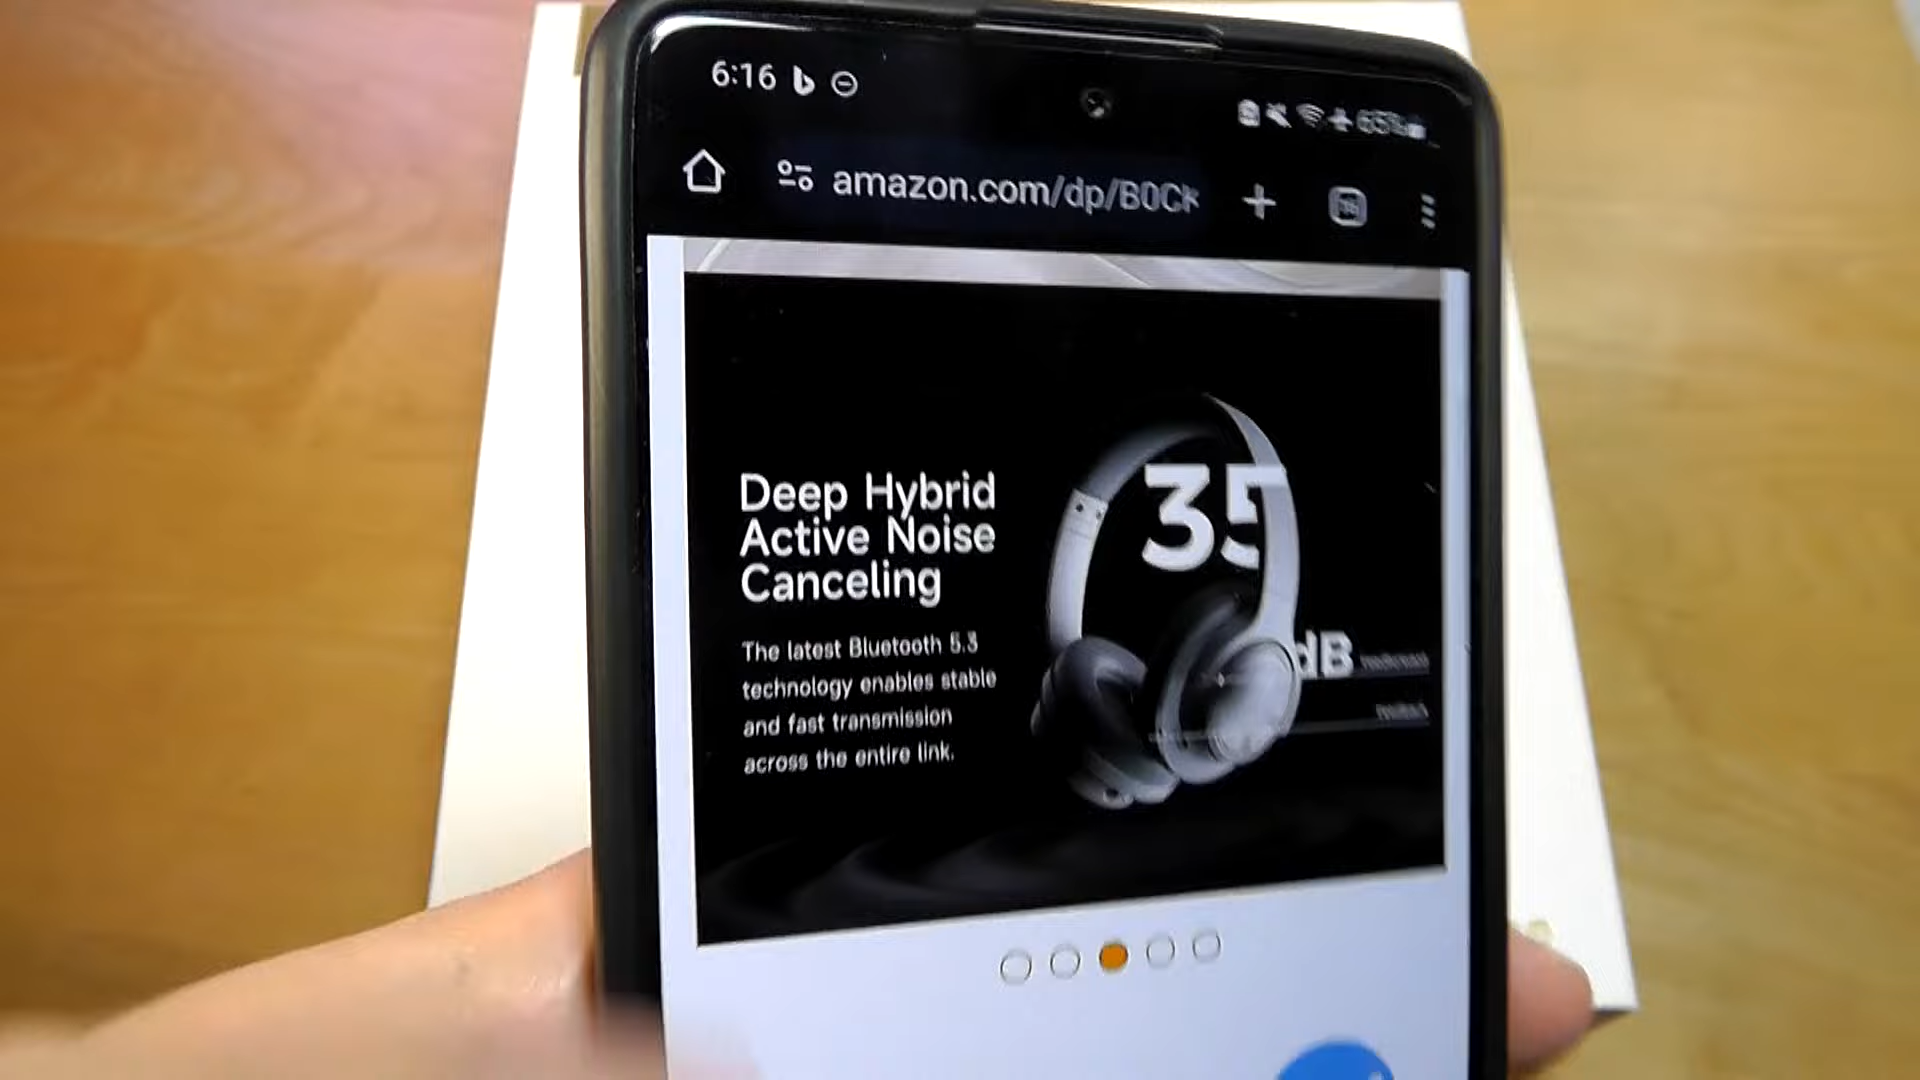 6:16
65%
amazon.com/dp/B0CK
Deep Hybrid
Active Noise
Canceling
35
dB
The latest Bluetooth 5.3
technology enables stable
and fast transmission
across the entire link.